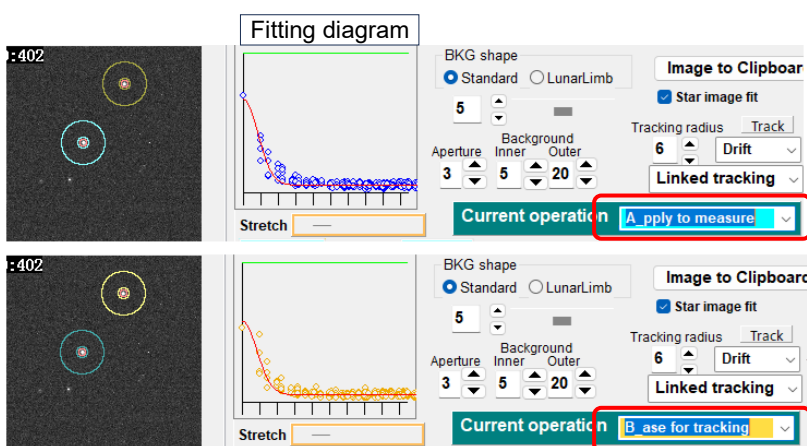 Fitting diagram
:402
BKG shape
Standard LunarLimb
Image to Clipboar
5
Star image fit
Tracking radius Track
Background
Aperture Inner Outer
6 Drift
3 5 20
Linked tracking
Current operation A_pply to measure
Stretch
:402
BKG shape
Standard LunarLimb
Image to Clipboard
5
Star image fit
Tracking radius Track
Background
Aperture Inner Outer
6 Drift
3 5 20
Linked tracking
Current operation B_ase for tracking
Stretch